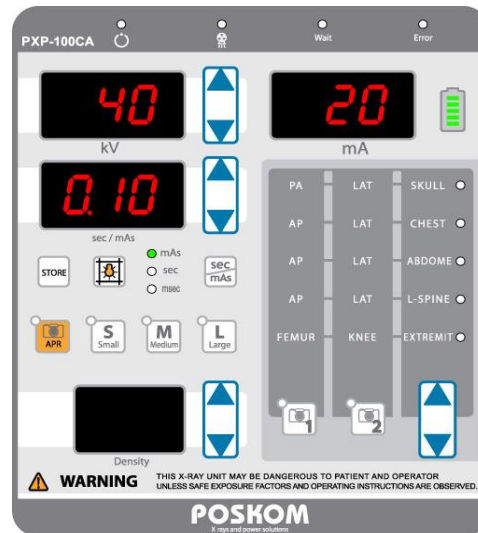 PXP-100CA
Wait
Error
40
20
kV
mA
0.10
sec / mAs
PA LAT SKULL
AP LAT CHEST
AP LAT ABDOME
AP LAT L-SPINE
FEMUR KNEE EXTREMIT
mAs
sec
msec
STORE
sec
mAs
APR
S
Small
M
Medium
L
Large
1
2
Density
WARNING
THIS X-RAY UNIT MAY BE DANGEROUS TO PATIENT AND OPERATOR
UNLESS SAFE EXPOSURE FACTORS AND OPERATING INSTRUCTIONS ARE OBSERVED.
POSKOM
X rays and power solutions